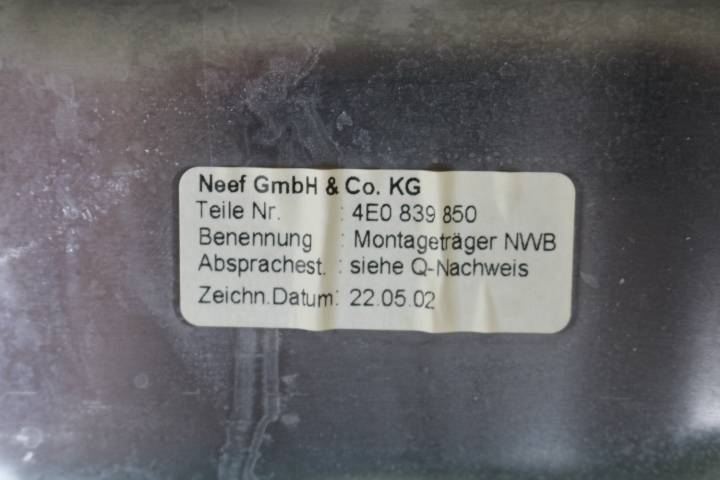 Neef GmbH & Co. KG
Teile Nr. : 4E0 839 850
Benennung : Montageträger NWB
Absprachest. : siehe Q-Nachweis
Zeichn.Datum: 22.05.02